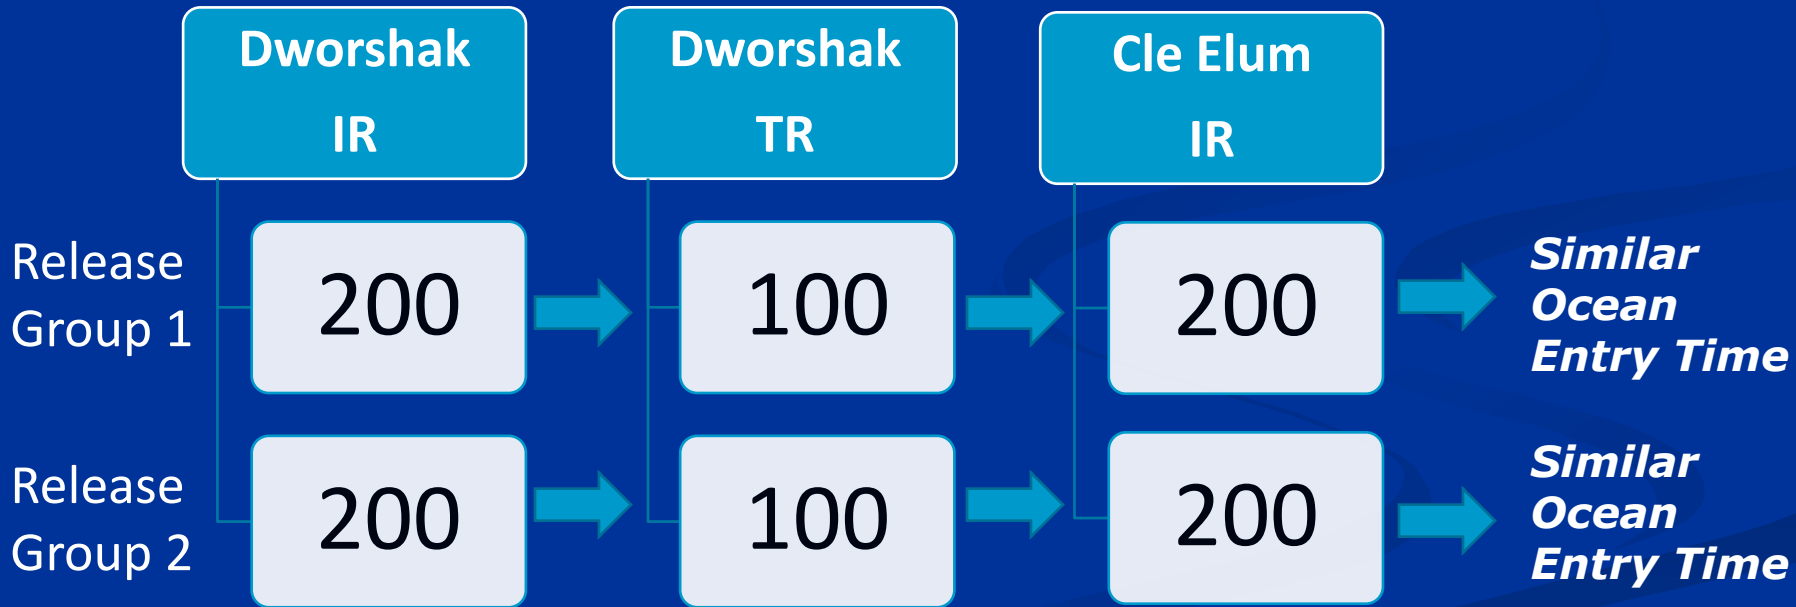 Dworshak
IR
Dworshak
TR
Cle Elum
IR
Release
Group 1
200
100
200
Similar
Ocean
Entry Time
Release
Group 2
200
100
200
Similar
Ocean
Entry Time